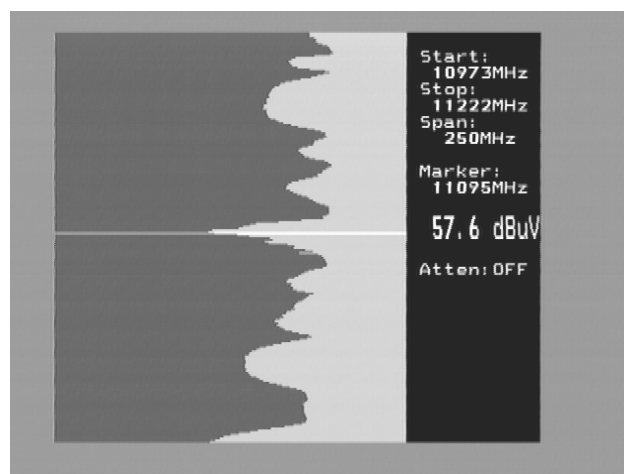 Start:
10973MHz
Stop:
11222MHz
Span:
250MHz
Marker:
11095MHz
57.6 dBuV
Atten:OFF